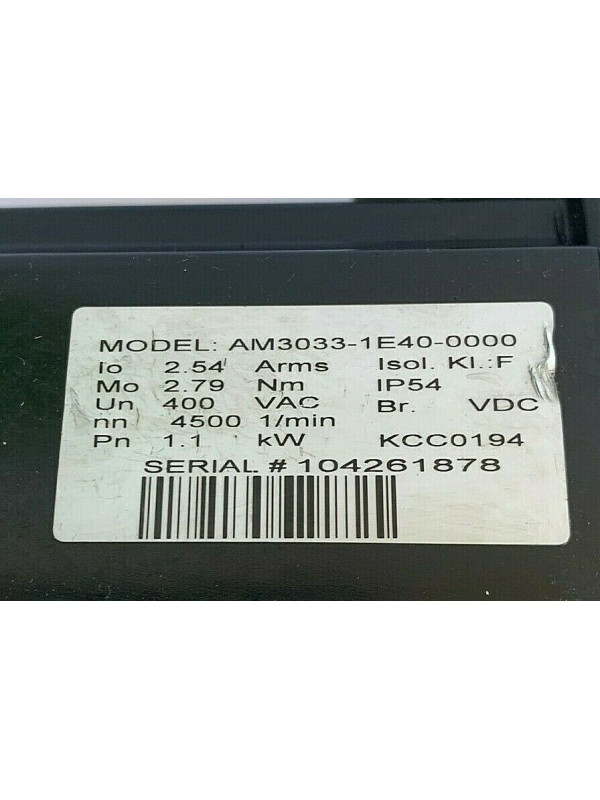 MODEL: AM3033-1E40-0000
Io 2.54 Arms Isol. Kl.:F
Mo 2.79 Nm IP54
Un 400 VAC Br. VDC
nn 4500 1/min
Pn 1.1 kW KCC0194
SERIAL # 104261878